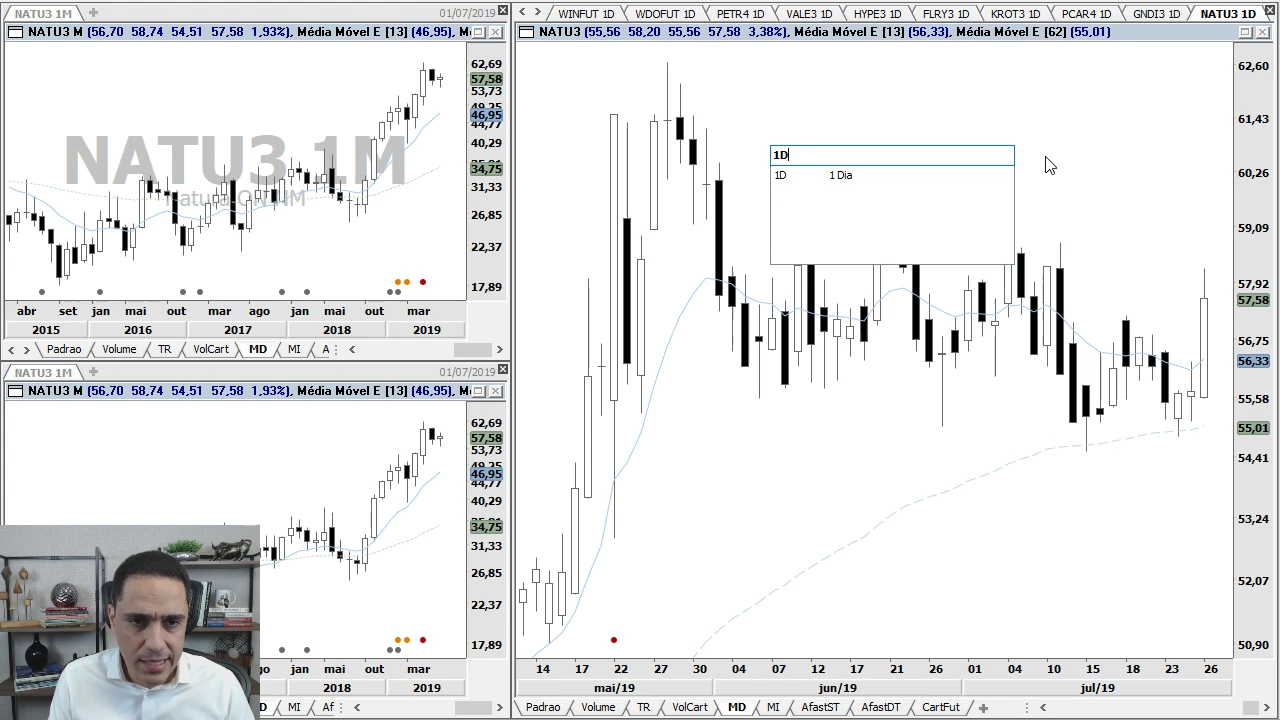 NATU3 1M
01/07/2019
NATU3 M (56,70 58,74 54,51 57,58 1,93%), Média Móvel E [13] (46,95), M
NATU3 1M
Natura ON NM
62,69
57,58
53,73
46,95
44,77
40,29
34,75
31,33
26,85
22,37
17,89
abr set jan mai out mar ago jan mai out mar
2015 2016 2017 2018 2019
Padrao Volume TR VolCart MD MI A
NATU3 1M
01/07/2019
NATU3 M (56,70 58,74 54,51 57,58 1,93%), Média Móvel E [13] (46,95), M
62,69
57,58
53,73
46,95
44,77
40,29
34,75
31,33
26,85
22,37
17,89
go jan mai out mar
2018 2019
D MI Af
WINFUT 1D WDOFUT 1D PETR4 1D VALE3 1D HYPE3 1D FLRY3 1D KROT3 1D PCAR4 1D GNDI3 1D NATU3 1D
NATU3 (55,56 58,20 55,56 57,58 3,38%), Média Móvel E [13] (56,33), Média Móvel E [62] (55,01)
1D
1D 1 Dia
62,60
61,43
60,26
59,09
57,92
57,58
56,75
56,33
55,58
55,01
54,41
53,24
52,07
50,90
14 17 22 27 30 04 07 12 17 21 26 01 04 10 15 18 23 26
mai/19 jun/19 jul/19
Padrao Volume TR VolCart MD MI AfastST AfastDT CartFut